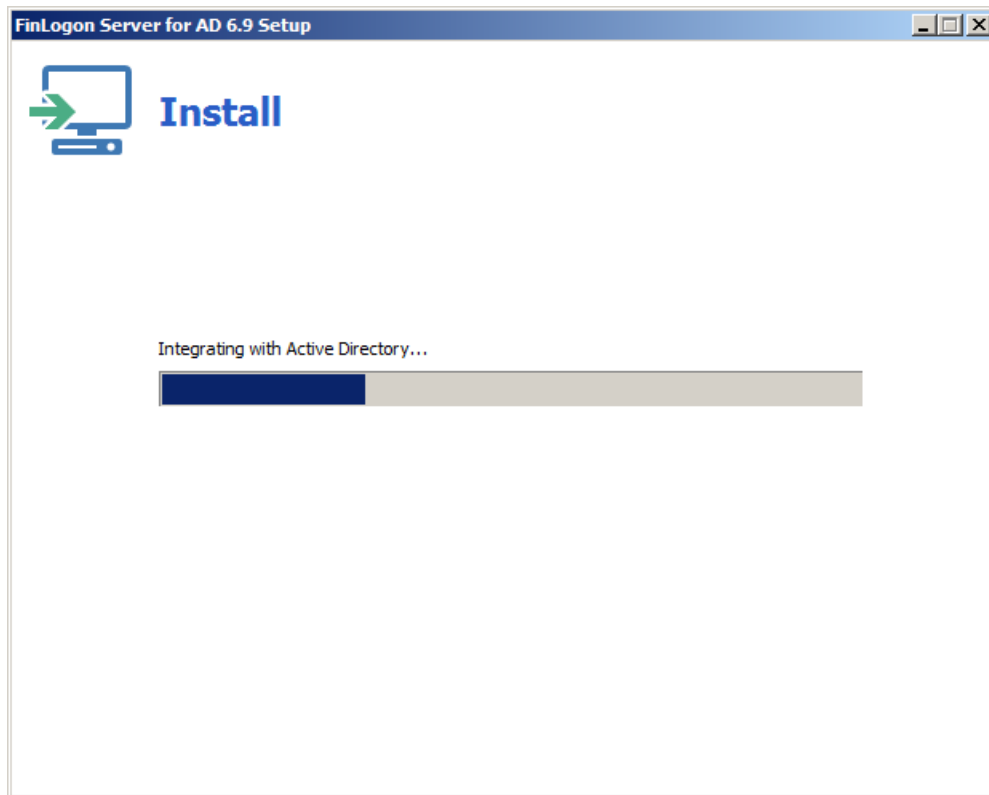 FinLogon Server for AD 6.9 Setup
Install
Integrating with Active Directory...